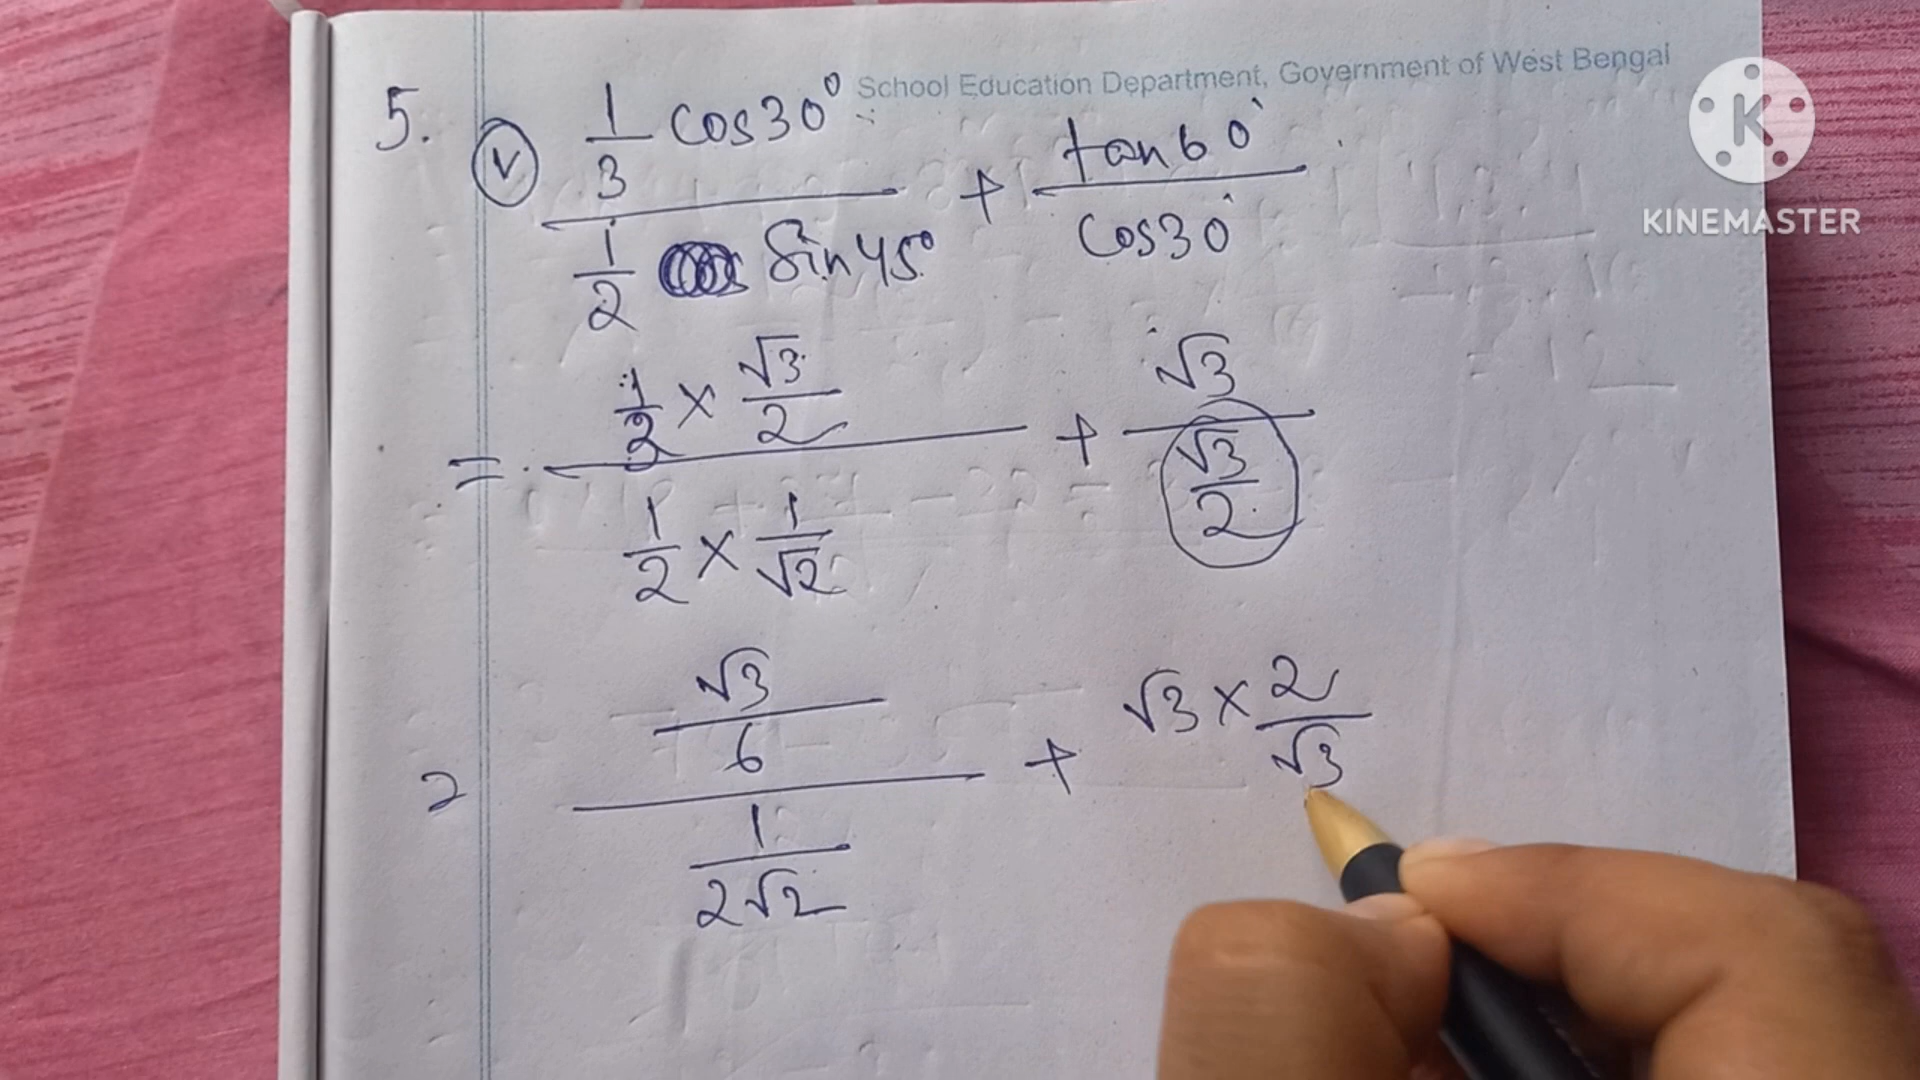 School Education Department, Government of West Bengal
KINEMASTER
5. (v) (1/3 cos30°)/(1/2 sin45°) + tan60°/cos30°
= (1/2 × √3/2)/(1/2 × 1/√2) + √3/(√3/2)
= (√3/6)/(1/2√2) + √3 × 2/√3